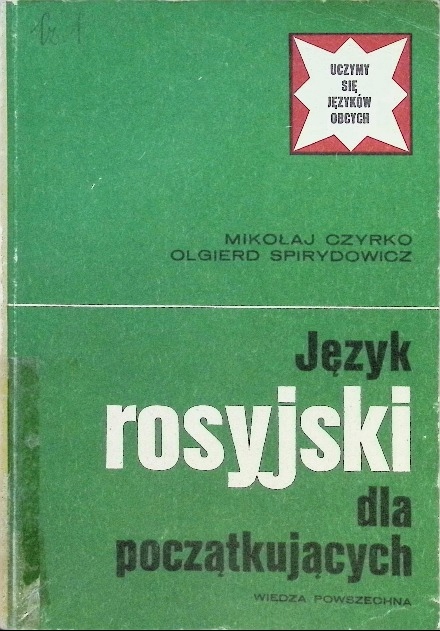 UCZYMY
SIĘ
JĘZYKÓW
OBCYCH
MIKOŁAJ CZYRKO
OLGIERD SPIRYDOWICZ
Język
rosyjski
dla
początkujących
WIEDZA POWSZECHNA